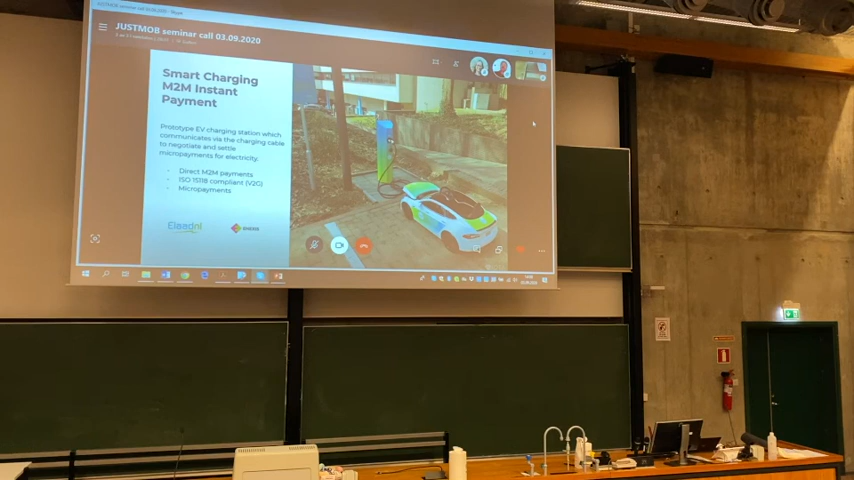 JUSTMOB seminar call 03.09.2020
Smart Charging
M2M Instant
Payment
Prototype EV charging station which
communicates via the charging cable
to negotiate and settle
micropayments for electricity.
- Direct M2M payments
- ISO 15118 compliant (V2G)
- Micropayments
Elaadnl